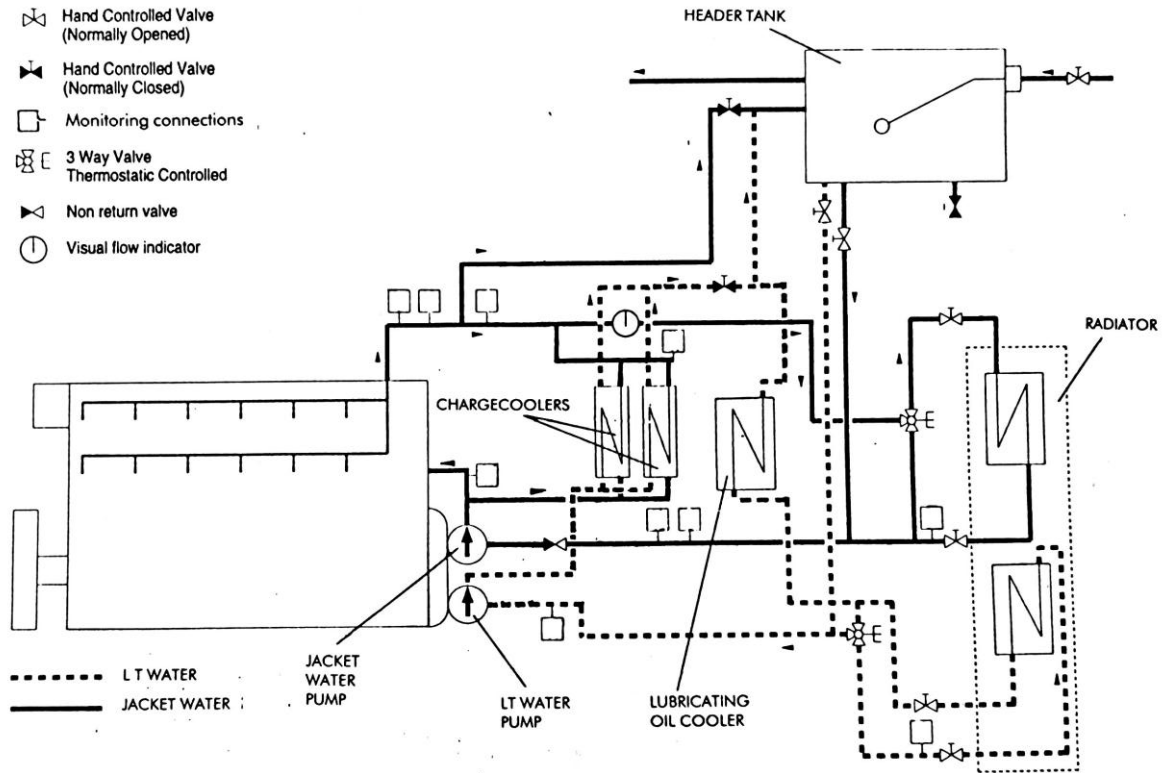 Hand Controlled Valve
(Normally Opened)
Hand Controlled Valve
(Normally Closed)
Monitoring connections
3 Way Valve
Thermostatic Controlled
Non return valve
Visual flow indicator
HEADER TANK
RADIATOR
CHARGECOOLERS
L T WATER
JACKET WATER
JACKET
WATER
PUMP
LT WATER
PUMP
LUBRICATING
OIL COOLER